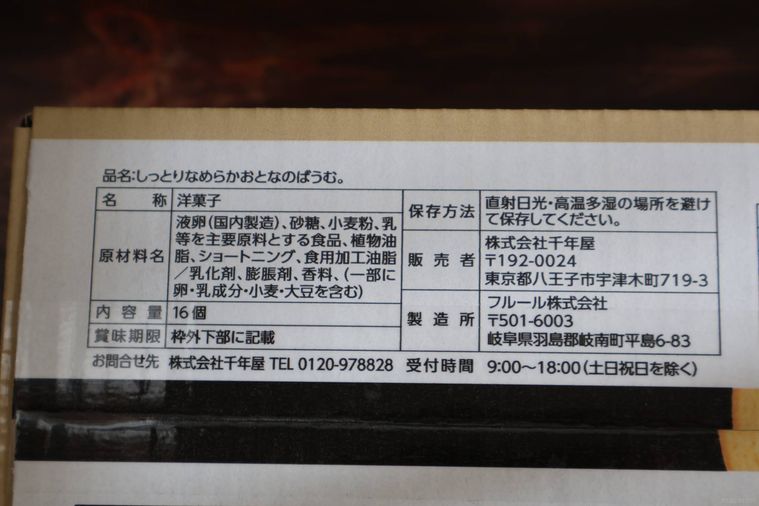 品名:しっとりなめらかおとなのばうむ。
名称 洋菓子
原材料名 液卵(国内製造)、砂糖、小麦粉、乳
等を主要原料とする食品、植物油
脂、ショートニング、食用加工油脂
/乳化剤、膨脹剤、香料、(一部に
卵・乳成分・小麦・大豆を含む)
内容量 16個
賞味期限 枠外下部に記載
保存方法 直射日光・高温多湿の場所を避け
て保存してください。
販売者 株式会社千年屋
〒192-0024
東京都八王子市宇津木町719-3
製造所 フルール株式会社
〒501-6003
岐阜県羽島郡岐南町平島6-83
お問合せ先 株式会社千年屋 TEL 0120-978828 受付時間 9:00〜18:00(土日祝日を除く)